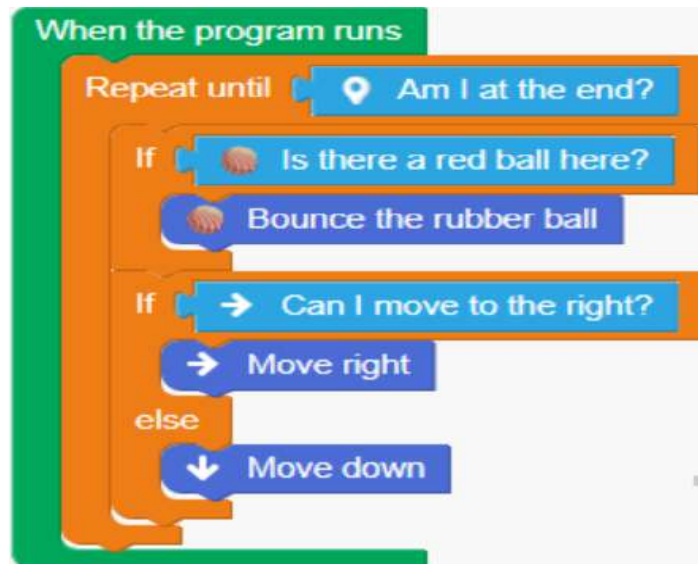 When the program runs
Repeat until Am I at the end?
If Is there a red ball here?
Bounce the rubber ball
If Can I move to the right?
Move right
else
Move down